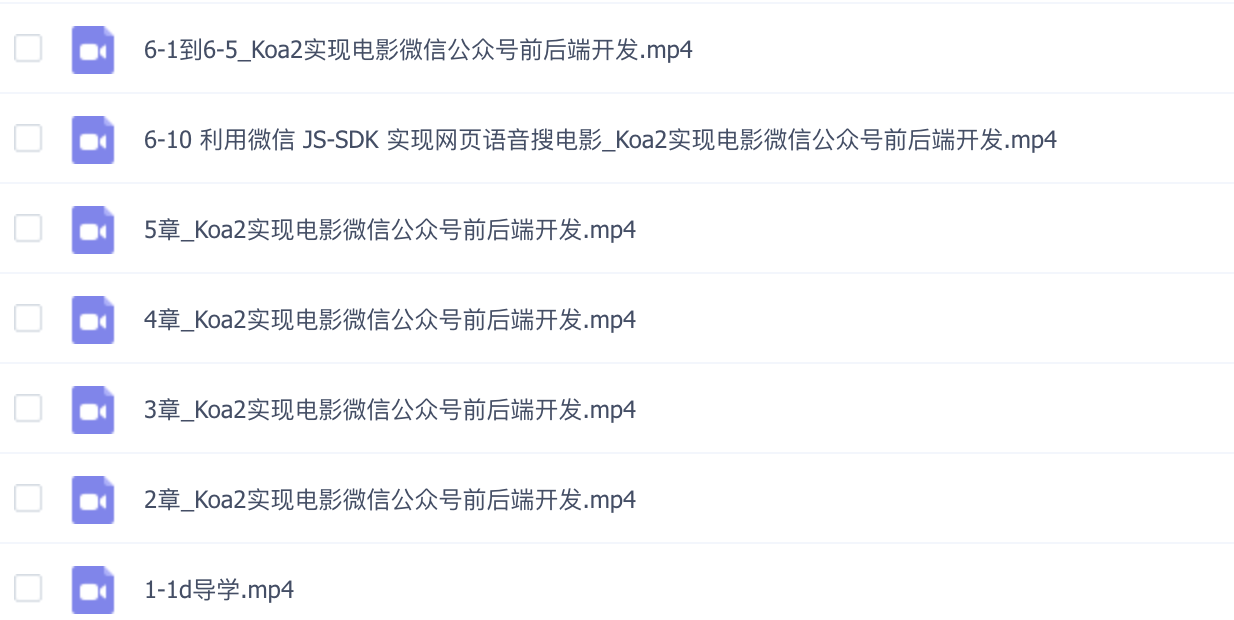 6-1到6-5_Koa2实现电影微信公众号前后端开发.mp4
6-10 利用微信 JS-SDK 实现网页语音搜电影_Koa2实现电影微信公众号前后端开发.mp4
5章_Koa2实现电影微信公众号前后端开发.mp4
4章_Koa2实现电影微信公众号前后端开发.mp4
3章_Koa2实现电影微信公众号前后端开发.mp4
2章_Koa2实现电影微信公众号前后端开发.mp4
1-1d导学.mp4